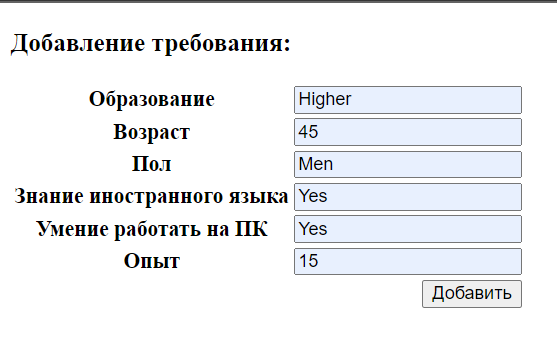 Добавление требования:
Образование Higher
Возраст 45
Пол Men
Знание иностранного языка Yes
Умение работать на ПК Yes
Опыт 15
Добавить